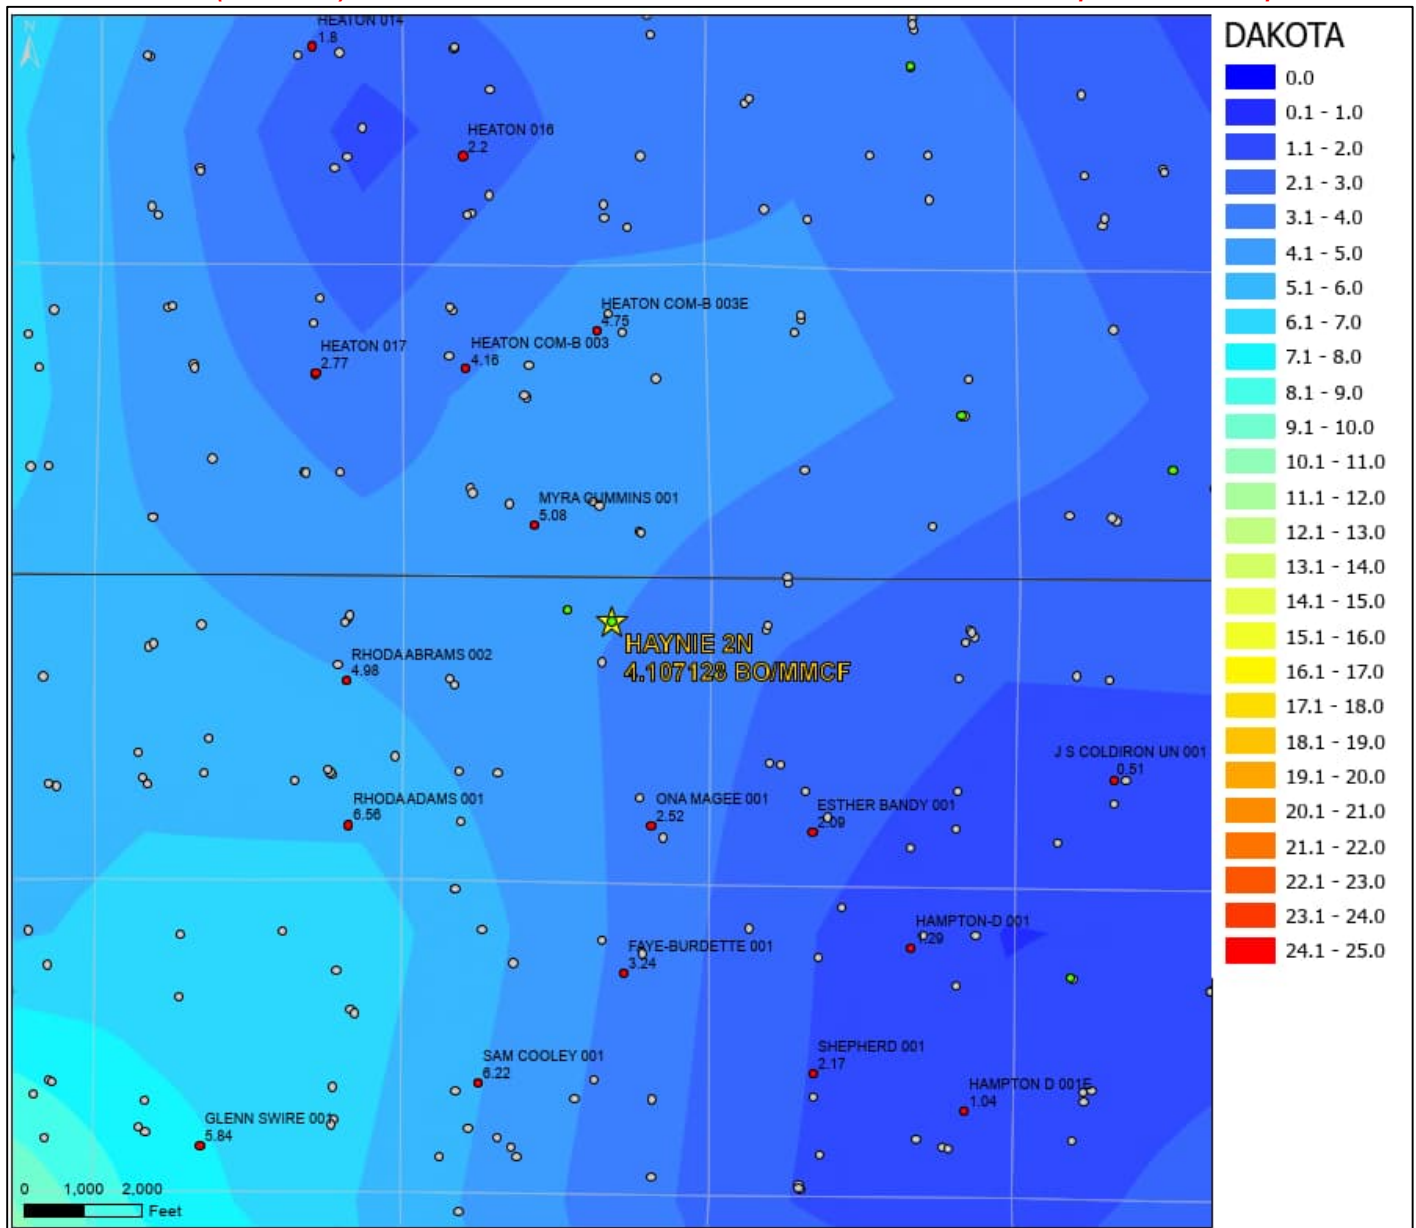 DAKOTA
0.0
0.1 - 1.0
1.1 - 2.0
2.1 - 3.0
3.1 - 4.0
4.1 - 5.0
5.1 - 6.0
6.1 - 7.0
7.1 - 8.0
8.1 - 9.0
9.1 - 10.0
10.1 - 11.0
11.1 - 12.0
12.1 - 13.0
13.1 - 14.0
14.1 - 15.0
15.1 - 16.0
16.1 - 17.0
17.1 - 18.0
18.1 - 19.0
19.1 - 20.0
20.1 - 21.0
21.1 - 22.0
22.1 - 23.0
23.1 - 24.0
24.1 - 25.0
N
HEATON 014
1.8
HEATON 016
2.2
HEATON COM-B 003E
4.75
HEATON 017
2.77
HEATON COM-B 003
4.16
MYRA CUMMINS 001
5.08
HAYNIE 2N
4.107128 BO/MMCF
RHODA ABRAMS 002
4.98
J S COLDIRON UN 001
0.51
RHODA ADAMS 001
6.56
ONA MAGEE 001
2.52
ESTHER BANDY 001
2.09
HAMPTON-D 001
1.29
FAYE-BURDETTE 001
3.24
SHEPHERD 001
2.17
SAM COOLEY 001
6.22
HAMPTON D 001E
1.04
GLENN SWIRE 001
5.84
0 1,000 2,000
Feet